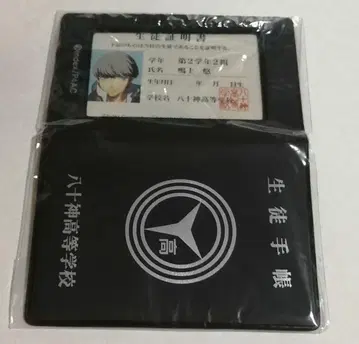 生徒証明書
学年 第2学年2組
氏名 鳴上 悠
学校名 八十神高等学校
©INDEX/P4AC
生徒手帳
高
八十神高等学校